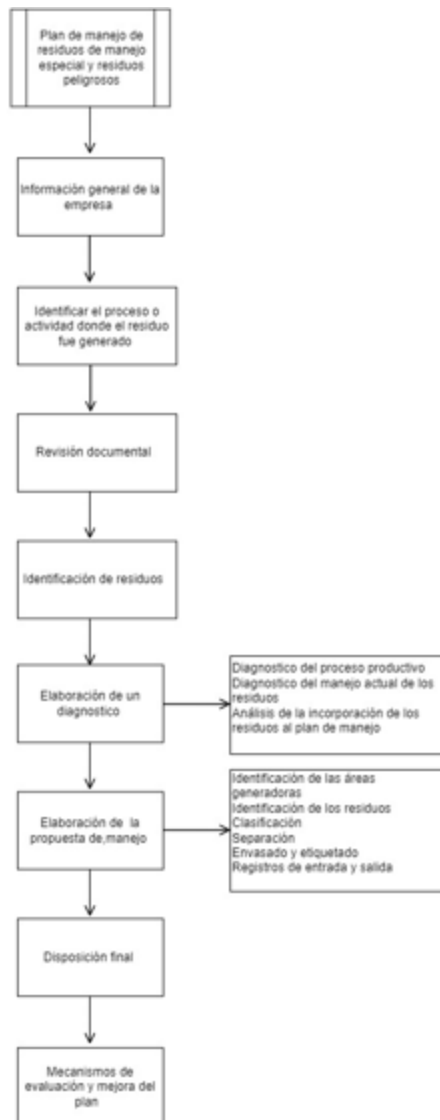 Plan de manejo de
residuos de manejo
especial y residuos
peligrosos
Información general de la
empresa
Identificar el proceso o
actividad donde el residuo
fue generado
Revisión documental
Identificación de residuos
Elaboración de un
diagnostico
Diagnostico del proceso productivo
Diagnostico del manejo actual de los
residuos
Análisis de la incorporación de los
residuos al plan de manejo
Elaboración de la
propuesta de,manejo
Identificación de las áreas
generadoras
Identificación de los residuos
Clasificación
Separación
Envasado y etiquetado
Registros de entrada y salida
Disposición final
Mecanismos de
evaluación y mejora del
plan